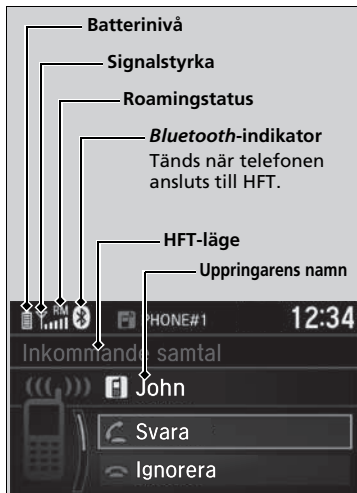 Batterinivå
Signalstyrka
Roamingstatus
Bluetooth-indikator
Tänds när telefonen
ansluts till HFT.
HFT-läge
Uppringarens namn
RM PHONE#1 12:34
Inkommande samtal
John
Svara
Ignorera